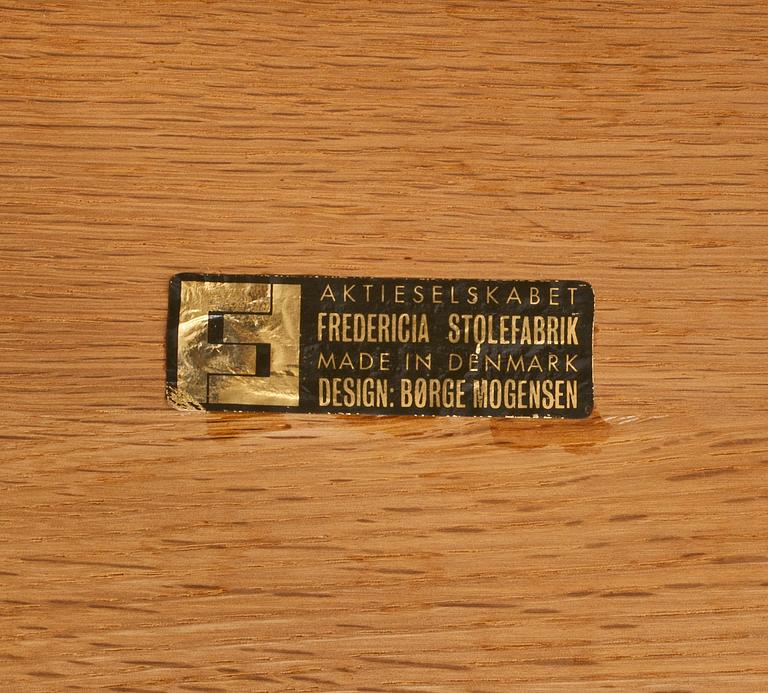 AKTIESELSKABET
FREDERICIA STOLEFABRIK
MADE IN DENMARK
DESIGN: BØRGE MOGENSEN